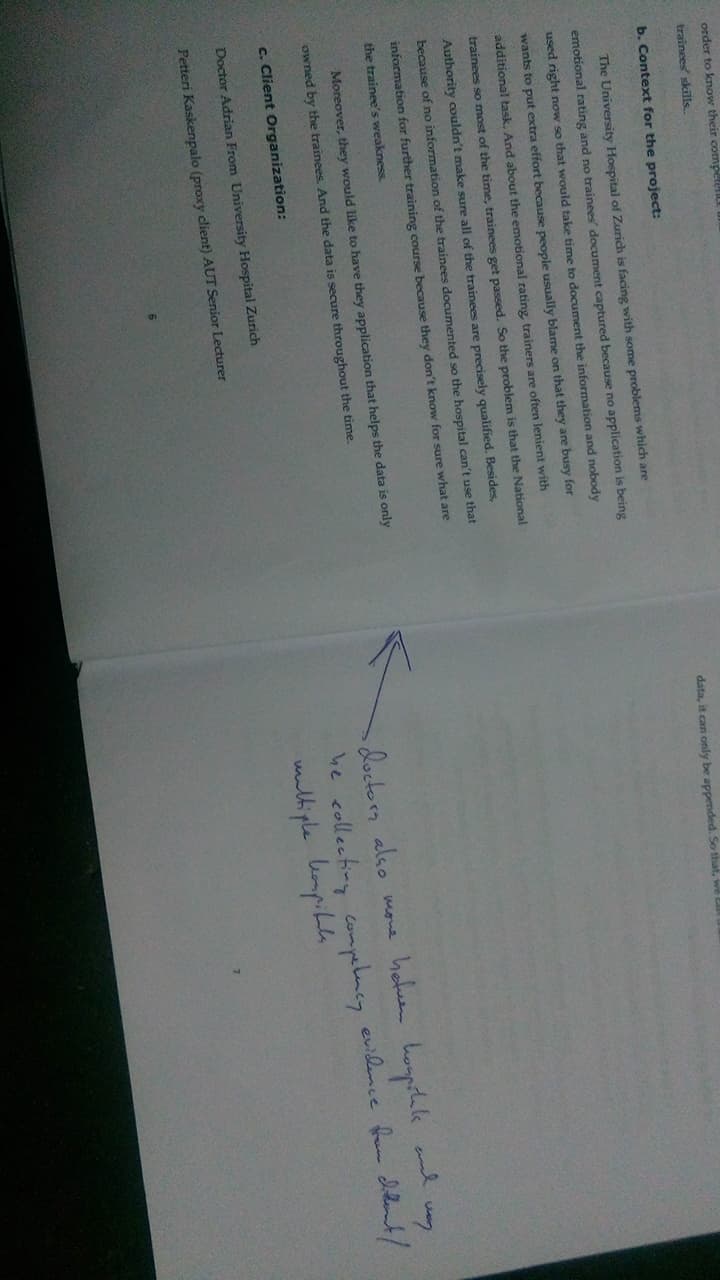 order to know their
trainees' skills.
b. Context for the project:
The University Hospital of Zurich is facing with some problems which are
emotional rating and no trainees' document captured because no application is being
used right now so that would take time to document the information and nobody
wants to put extra effort because people usually blame on that they are busy for
additional task. And about the emotional rating, trainers are often lenient with
trainees so most of the time, trainees get passed. So the problem is that the National
Authority couldn't make sure all of the trainees are precisely qualified. Besides,
because of no information of the trainees documented so the hospital can't use that
information for further training course because they don't know for sure what are
the trainee's weakness.
Moreover, they would like to have they application that helps the data is only
owned by the trainees. And the data is secure throughout the time.
c. Client Organization:
Doctor Adrian From University Hospital Zurich
Petteri Kaskenpalo (proxy client) AUT Senior Lecturer
6
data, it can only be appended. So that,
doctors also move between hospitals and may
be collecting competency evidence from different/
multiple hospitals
7